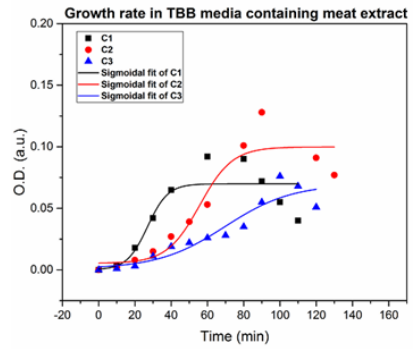 Growth rate in TBB media containing meat extract
C1
C2
C3
Sigmoidal fit of C1
Sigmoidal fit of C2
Sigmoidal fit of C3
O.D. (a.u.)
0.20
0.15
0.10
0.05
0.00
-20 0 20 40 60 80 100 120 140 160
Time (min)